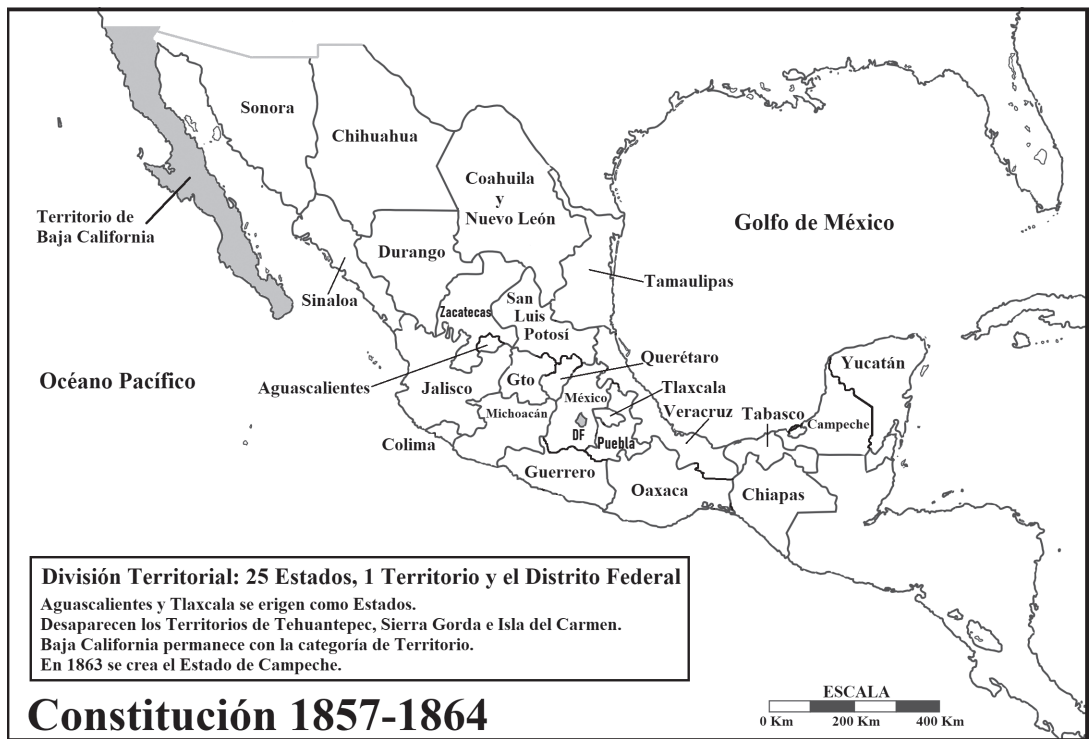 Sonora
Chihuahua
Coahuila
y
Nuevo León
Territorio de
Baja California
Golfo de México
Durango
Sinaloa
Tamaulipas
Zacatecas
San
Luis
Potosí
Océano Pacífico
Aguascalientes
Jalisco
Gto
Querétaro
Yucatán
México
Tlaxcala
Michoacán
Veracruz
Tabasco
Campeche
Colima
DF
Puebla
Guerrero
Oaxaca
Chiapas
División Territorial: 25 Estados, 1 Territorio y el Distrito Federal
Aguascalientes y Tlaxcala se erigen como Estados.
Desaparecen los Territorios de Tehuantepec, Sierra Gorda e Isla del Carmen.
Baja California permanece con la categoría de Territorio.
En 1863 se crea el Estado de Campeche.
Constitución 1857-1864
ESCALA
0 Km 200 Km 400 Km